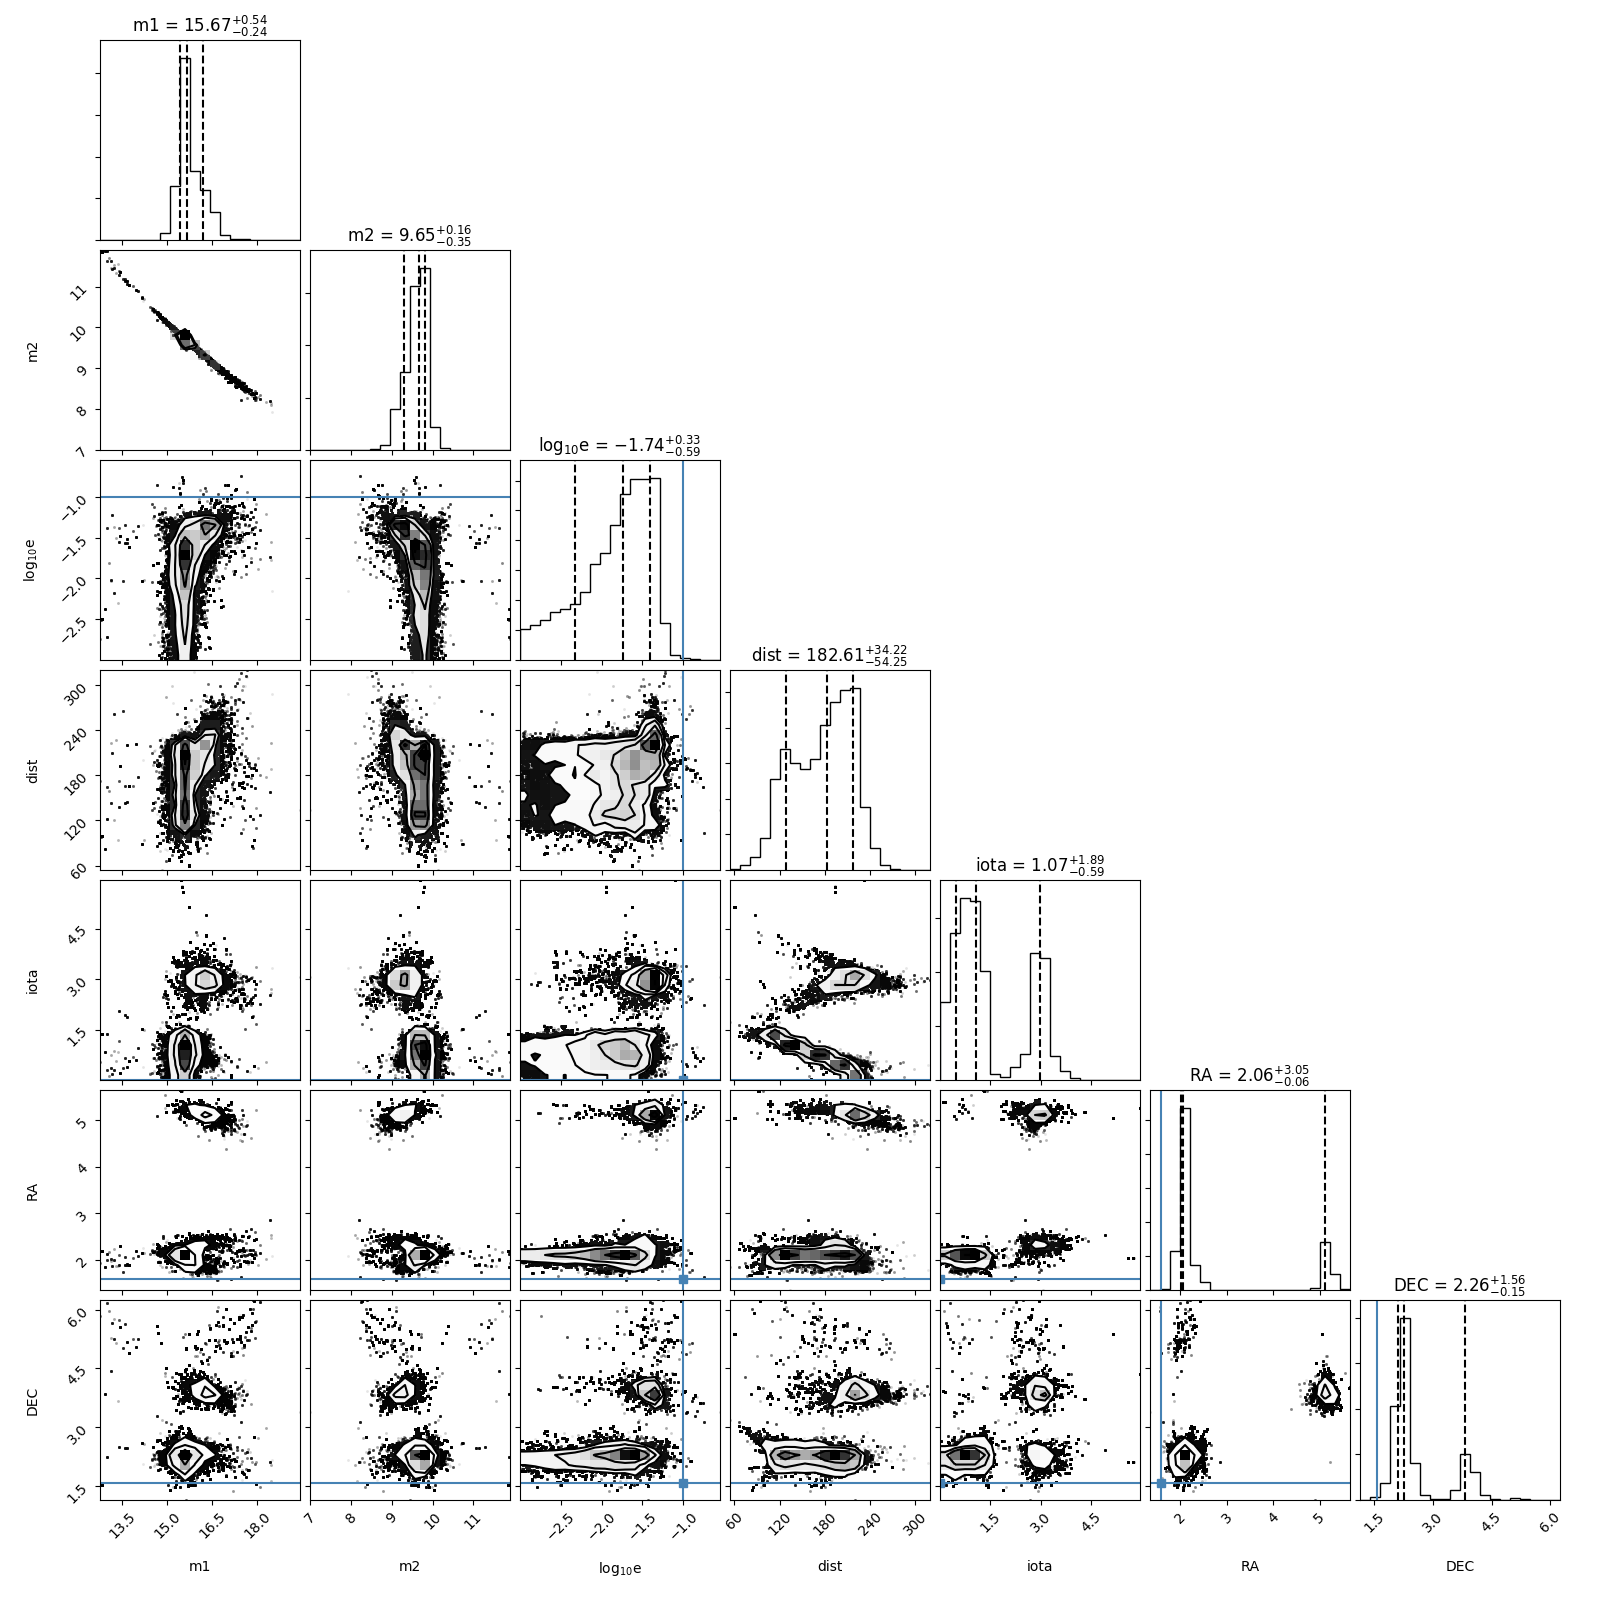 m1 = 15.67+0.54 −0.24
m2 = 9.65+0.16 −0.35
m2
11
10
9
8
7
log10e = −1.74+0.33 −0.59
log10e
−1.0
−1.5
−2.0
−2.5
dist = 182.61+34.22 −54.25
dist
300
240
180
120
60
iota = 1.07+1.89 −0.59
iota
4.5
3.0
1.5
RA = 2.06+3.05 −0.06
RA
5
4
3
2
DEC = 2.26+1.56 −0.15
DEC
6.0
4.5
3.0
1.5
13.5 15.0 16.5 18.0 7 8 9 10 11 −2.5 −2.0 −1.5 −1.0 60 120 180 240 300 1.5 3.0 4.5 2 3 4 5 1.5 3.0 4.5 6.0
m1 m2 log10e dist iota RA DEC